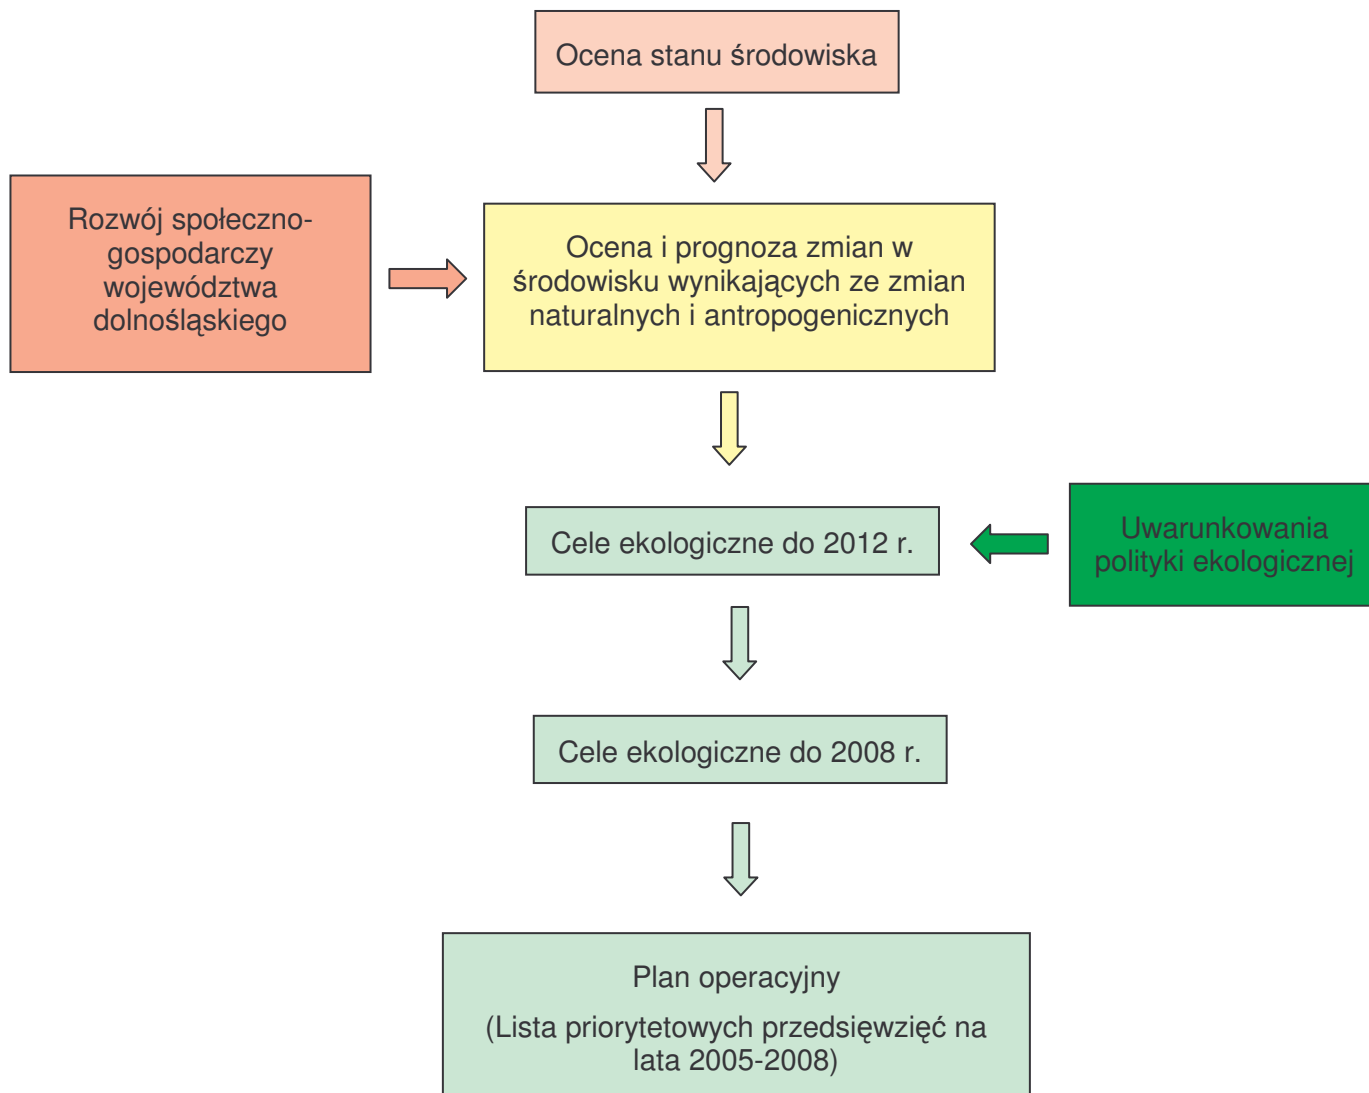 Ocena stanu środowiska
Rozwój społeczno-
gospodarczy
województwa
dolnośląskiego
Ocena i prognoza zmian w
środowisku wynikających ze zmian
naturalnych i antropogenicznych
Cele ekologiczne do 2012 r.
Uwarunkowania
polityki ekologicznej
Cele ekologiczne do 2008 r.
Plan operacyjny
(Lista priorytetowych przedsięwzięć na
lata 2005-2008)